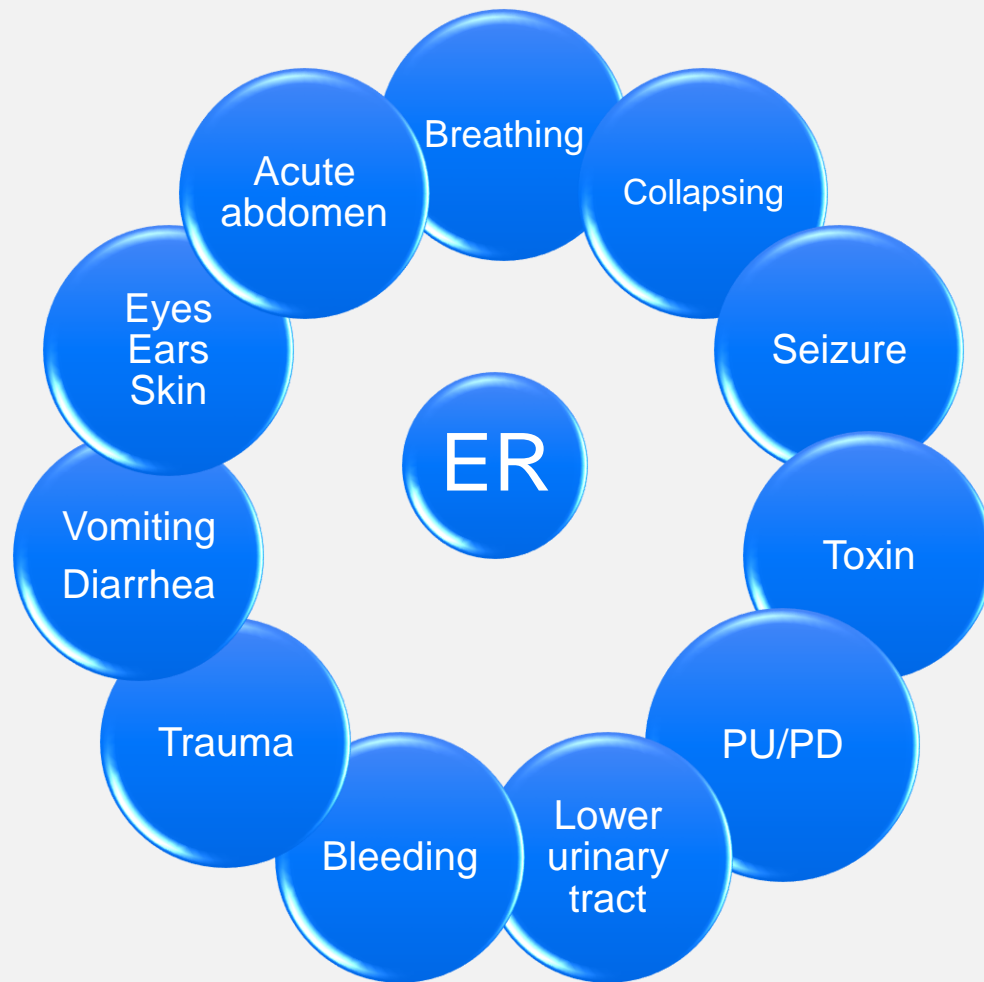 Breathing
Collapsing
Seizure
Toxin
PU/PD
Lower
urinary
tract
Bleeding
Trauma
Vomiting
Diarrhea
Eyes
Ears
Skin
Acute
abdomen
ER